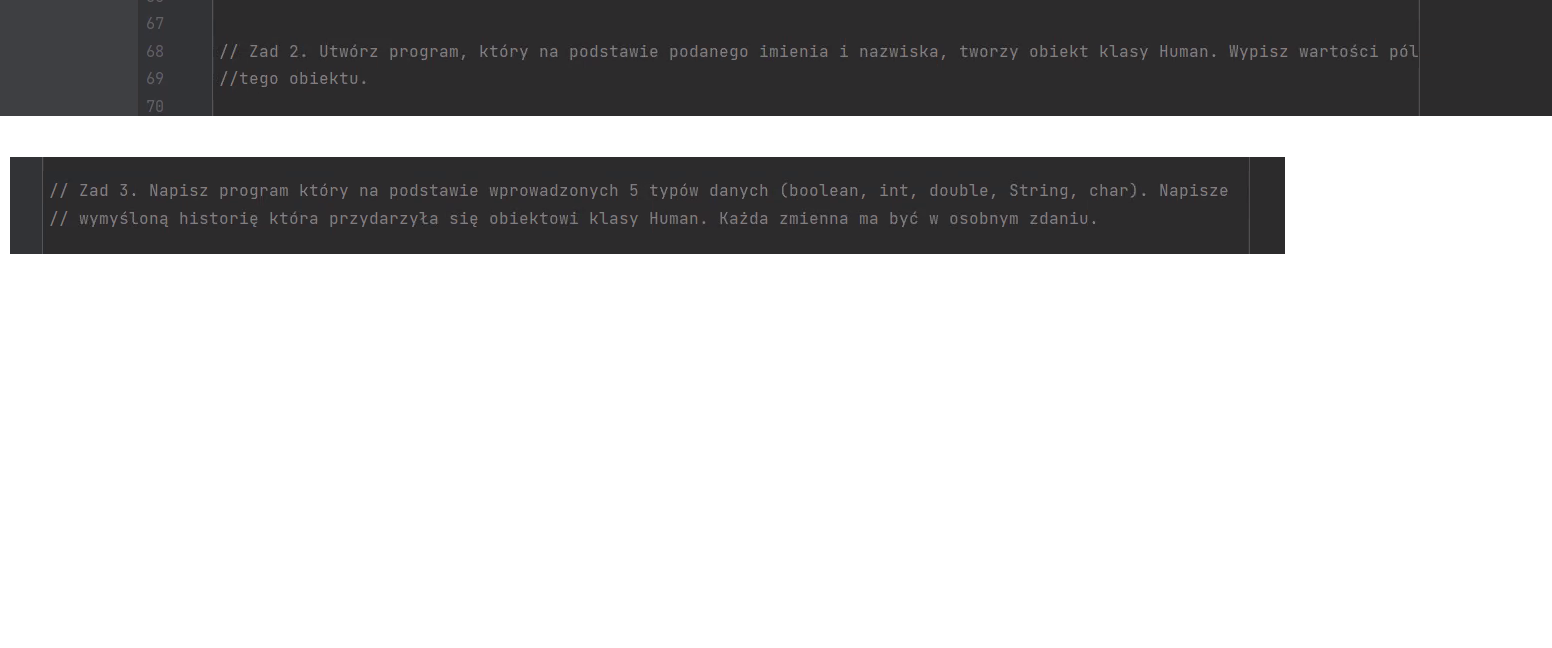 67
68 // Zad 2. Utwórz program, który na podstawie podanego imienia i nazwiska, tworzy obiekt klasy Human. Wypisz wartości pól
69 //tego obiektu.
70
// Zad 3. Napisz program który na podstawie wprowadzonych 5 typów danych (boolean, int, double, String, char). Napisze
// wymyśloną historię która przydarzyła się obiektowi klasy Human. Każda zmienna ma być w osobnym zdaniu.